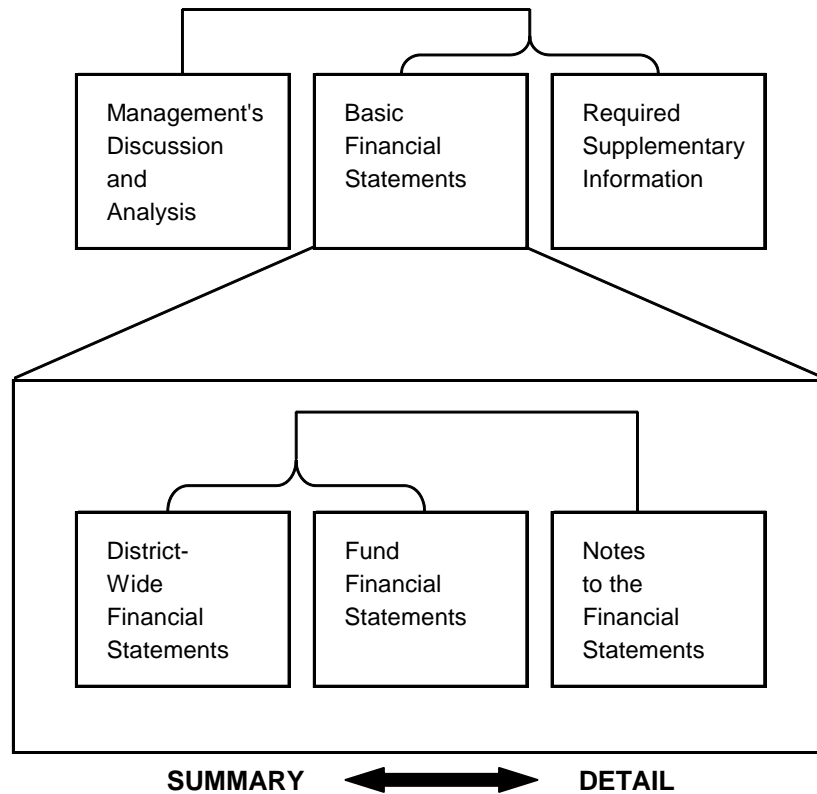 Management's
Discussion
and
Analysis
Basic
Financial
Statements
Required
Supplementary
Information
District-
Wide
Financial
Statements
Fund
Financial
Statements
Notes
to the
Financial
Statements
SUMMARY DETAIL